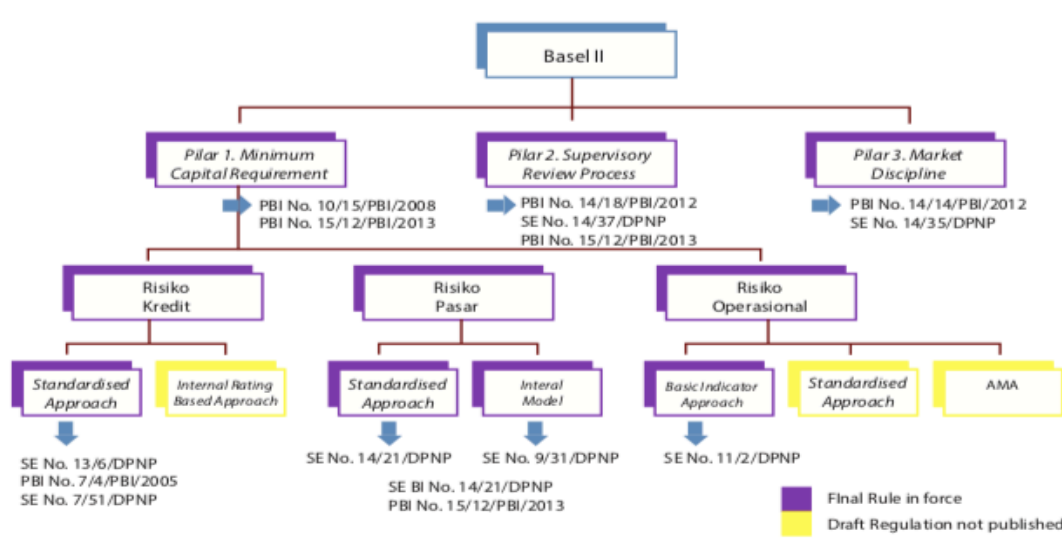 Basel II
Pilar 1. Minimum
Capital Requirement
Pilar 2. Supervisory
Review Process
Pilar 3. Market
Discipline
PBI No. 10/15/PBI/2008
PBI No. 15/12/PBI/2013
PBI No. 14/18/PBI/2012
SE No. 14/37/DPNP
PBI No. 15/12/PBI/2013
PBI No. 14/14/PBI/2012
SE No. 14/35/DPNP
Risiko
Kredit
Risiko
Pasar
Risiko
Operasional
Standardised
Approach
Internal Rating
Based Approach
Standardised
Approach
Interal
Model
Basic Indicator
Approach
Standardised
Approach
AMA
SE No. 13/6/DPNP
PBI No. 7/4/PBI/2005
SE No. 7/51/DPNP
SE No. 14/21/DPNP
SE No. 9/31/DPNP
SE BI No. 14/21/DPNP
PBI No. 15/12/PBI/2013
SE No. 11/2/DPNP
FInal Rule in force
Draft Regulation not published